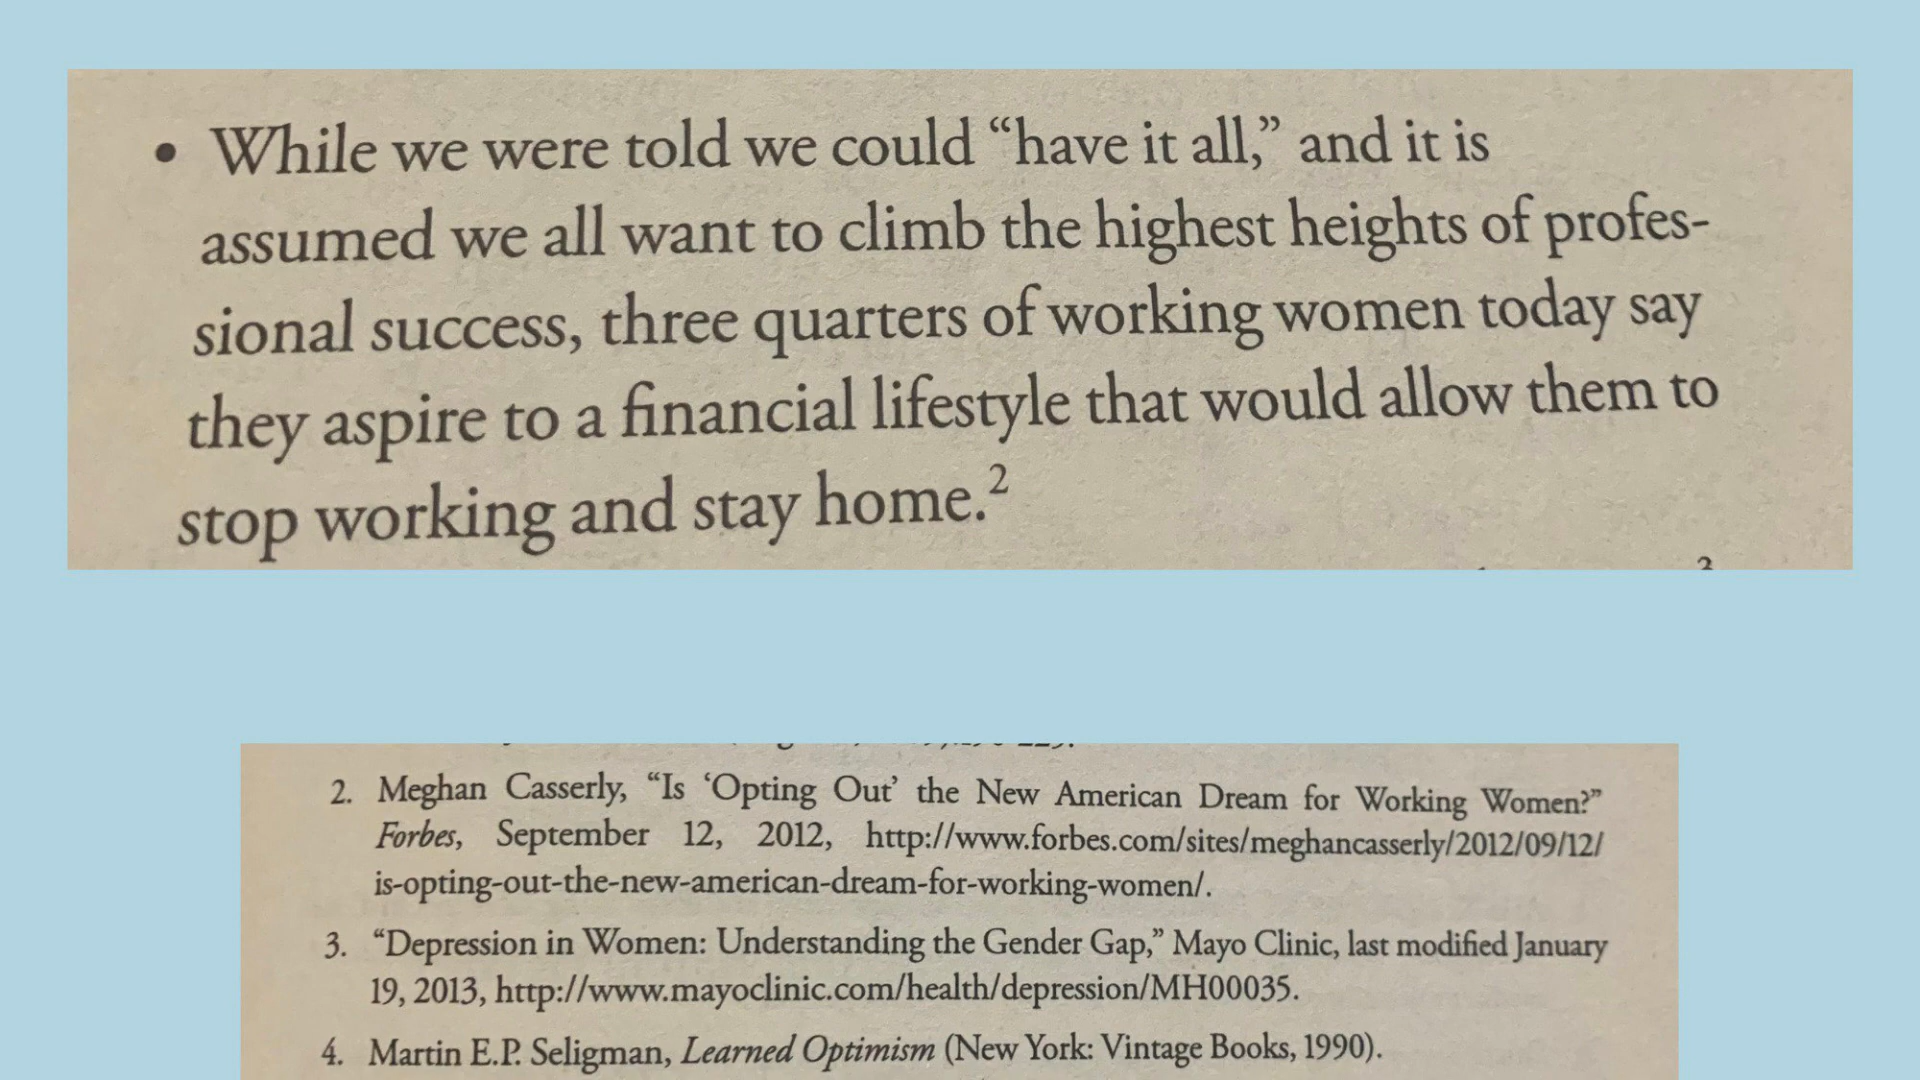 • While we were told we could “have it all,” and it is
assumed we all want to climb the highest heights of profes-
sional success, three quarters of working women today say
they aspire to a financial lifestyle that would allow them to
stop working and stay home.2
2. Meghan Casserly, “Is ‘Opting Out’ the New American Dream for Working Women?”
Forbes, September 12, 2012, http://www.forbes.com/sites/meghancasserly/2012/09/12/
is-opting-out-the-new-american-dream-for-working-women/.
3. “Depression in Women: Understanding the Gender Gap,” Mayo Clinic, last modified January
19, 2013, http://www.mayoclinic.com/health/depression/MH00035.
4. Martin E.P. Seligman, Learned Optimism (New York: Vintage Books, 1990).